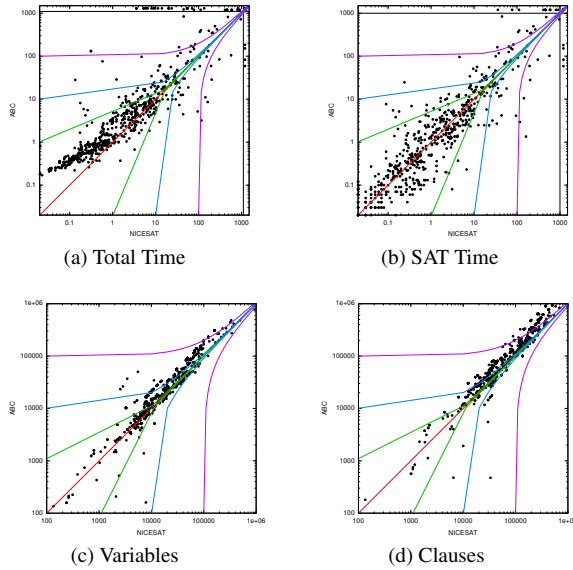 1000
100
10
1
0.1
ABC
0.1 1 10 100 1000
NICESAT
(a) Total Time
1000
100
10
1
0.1
ABC
0.1 1 10 100 1000
NICESAT
(b) SAT Time
1e+06
100000
10000
1000
100
ABC
100 1000 10000 100000 1e+06
NICESAT
(c) Variables
1e+06
100000
10000
1000
100
ABC
100 1000 10000 100000 1e+0
NICESAT
(d) Clauses